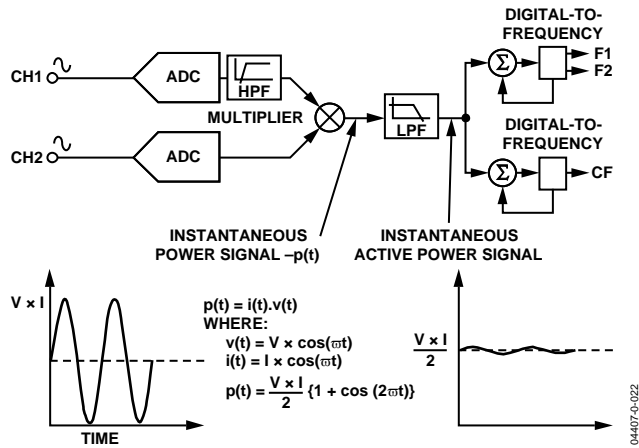 DIGITAL-TO-
FREQUENCY
CH1
ADC
HPF
Σ
F1
F2
MULTIPLIER
LPF
CH2
ADC
DIGITAL-TO-
FREQUENCY
Σ
CF
INSTANTANEOUS
POWER SIGNAL –p(t)
INSTANTANEOUS
ACTIVE POWER SIGNAL
V × I
TIME
p(t) = i(t).v(t)
WHERE:
v(t) = V × cos(ϖt)
i(t) = I × cos(ϖt)
p(t) = V × I / 2 {1 + cos (2ϖt)}
V × I
2
04407-0-022